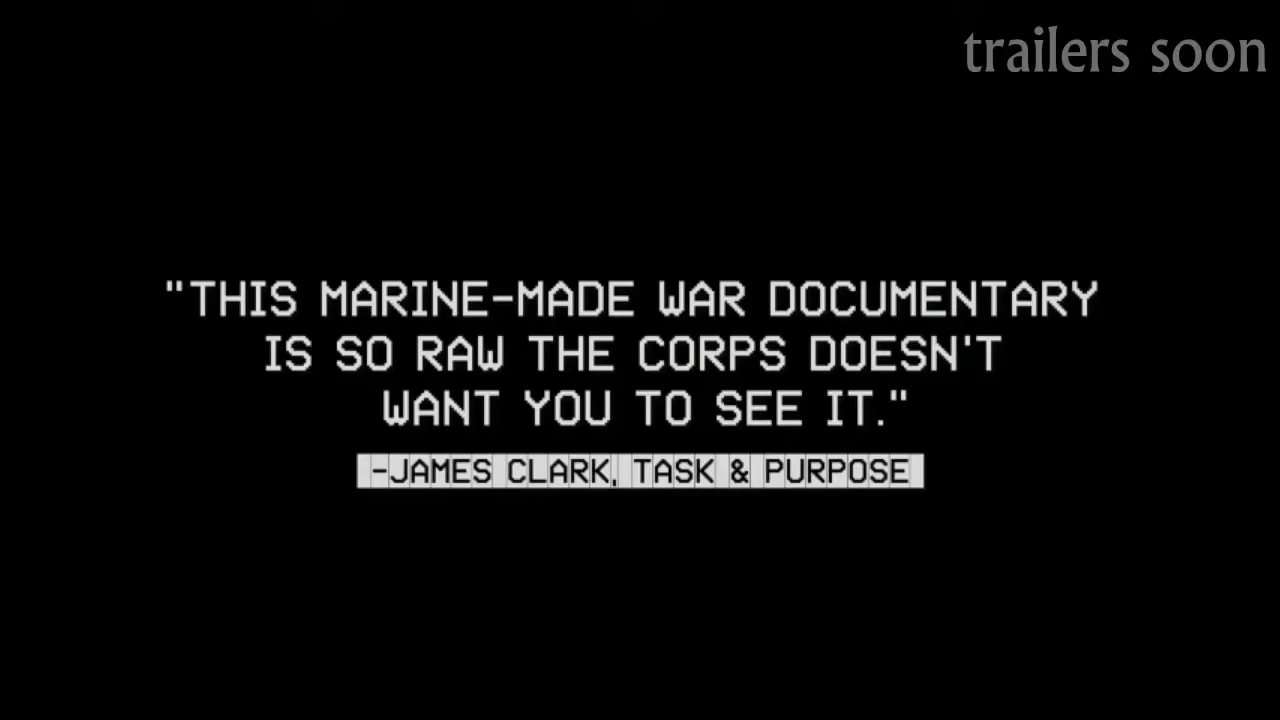 trailers soon
"THIS MARINE-MADE WAR DOCUMENTARY
IS SO RAW THE CORPS DOESN'T
WANT YOU TO SEE IT."
-JAMES CLARK, TASK & PURPOSE